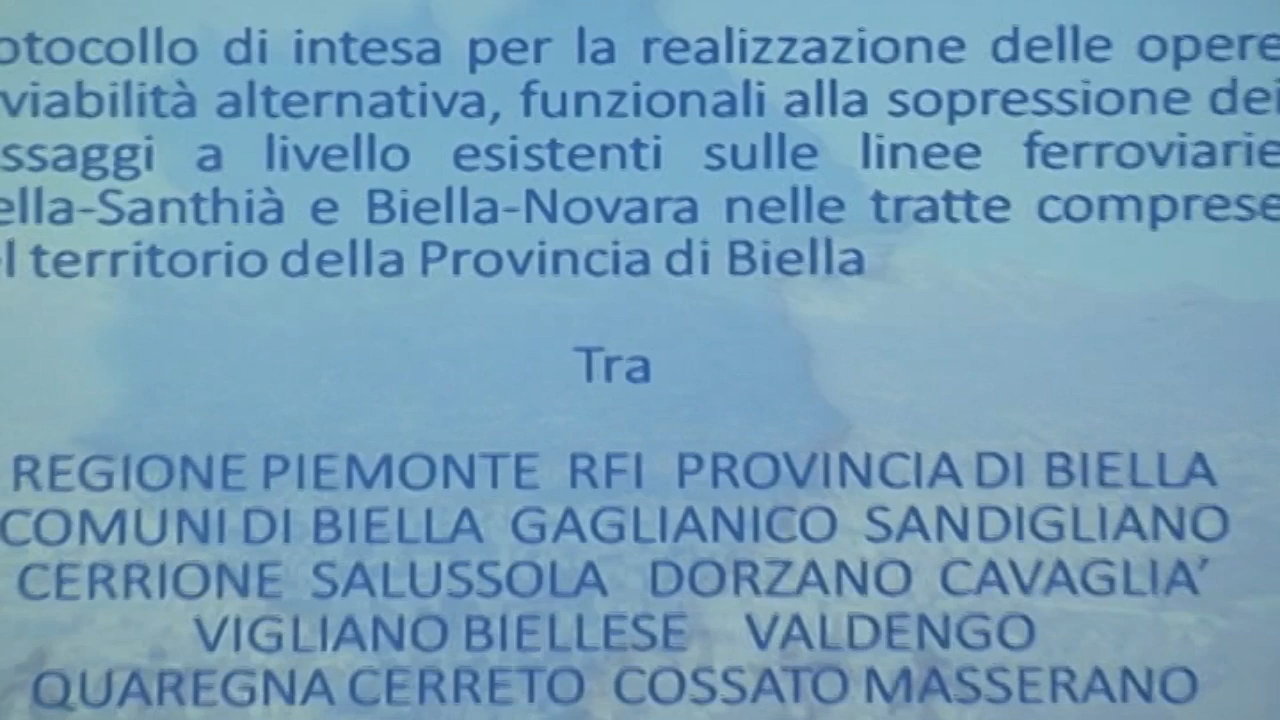 otocollo di intesa per la realizzazione delle opere
viabilità alternativa, funzionali alla sopressione dei
ssaggi a livello esistenti sulle linee ferroviarie
ella-Santhià e Biella-Novara nelle tratte comprese
l territorio della Provincia di Biella
Tra
REGIONE PIEMONTE RFI PROVINCIA DI BIELLA
COMUNI DI BIELLA GAGLIANICO SANDIGLIANO
CERRIONE SALUSSOLA DORZANO CAVAGLIA’
VIGLIANO BIELLESE VALDENGO
QUAREGNA CERRETO COSSATO MASSERANO